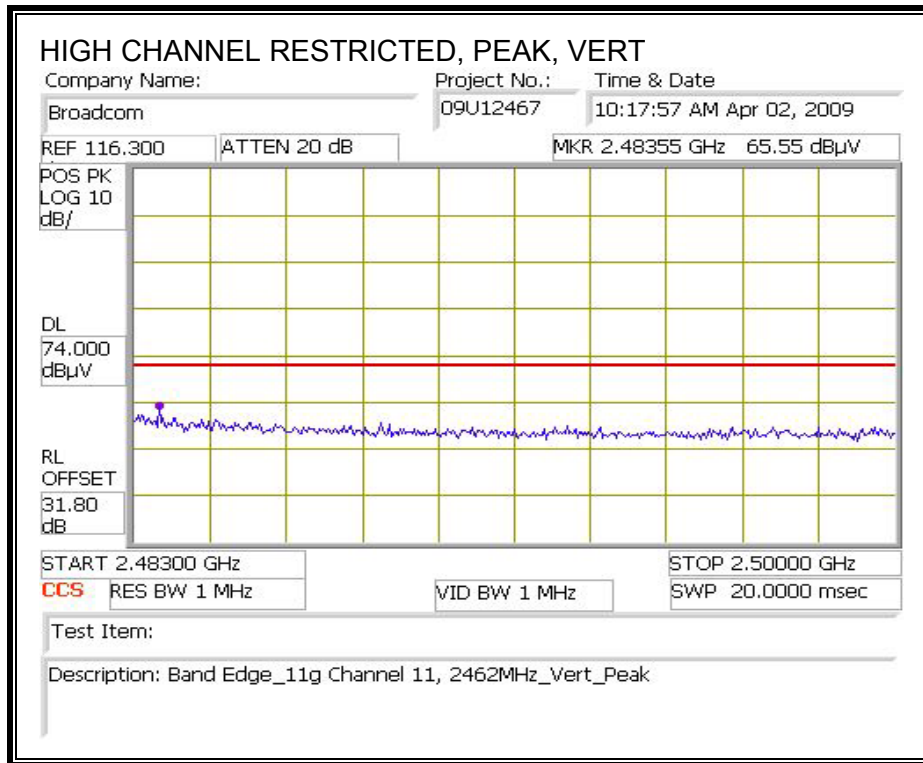 HIGH CHANNEL RESTRICTED, PEAK, VERT
Company Name: Project No.: Time & Date
Broadcom 09U12467 10:17:57 AM Apr 02, 2009
REF 116.300 ATTEN 20 dB MKR 2.48355 GHz 65.55 dBµV
POS PK
LOG 10
dB/
DL
74.000
dBµV
RL
OFFSET
31.80
dB
START 2.48300 GHz STOP 2.50000 GHz
CCS RES BW 1 MHz VID BW 1 MHz SWP 20.0000 msec
Test Item:
Description: Band Edge_11g Channel 11, 2462MHz_Vert_Peak